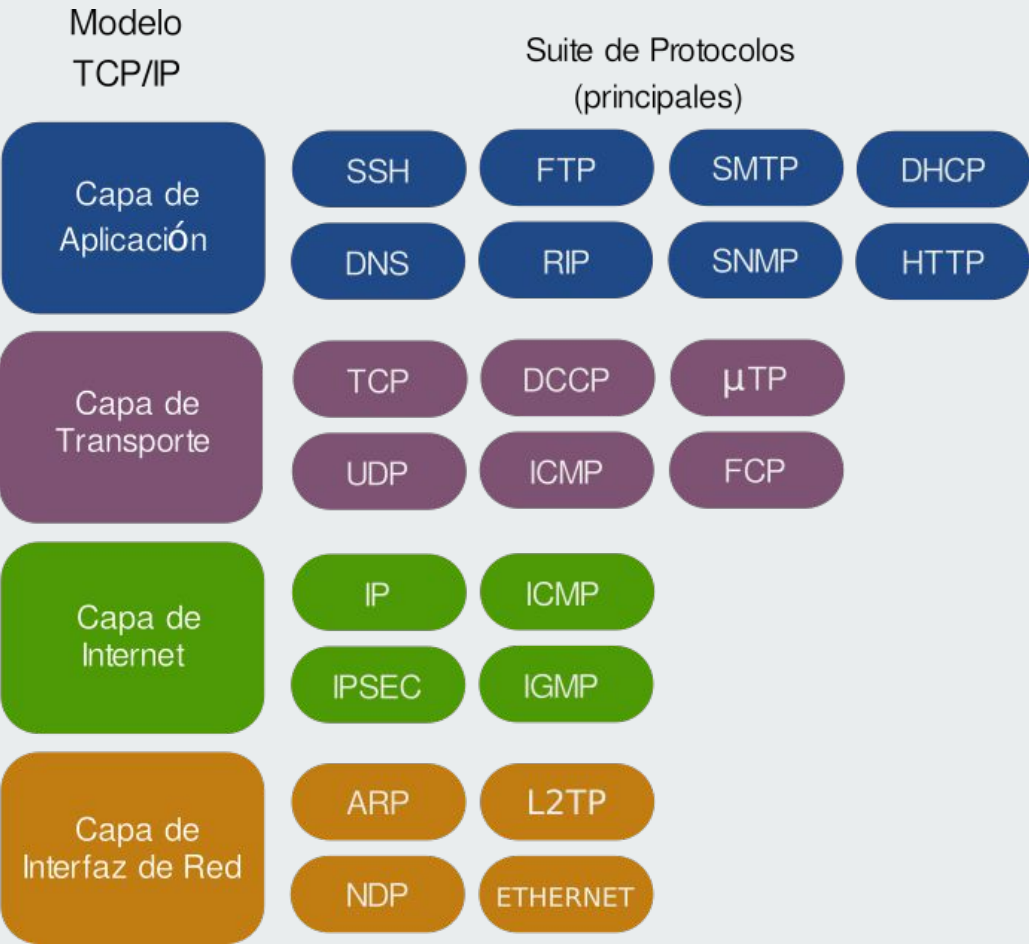 Modelo
TCP/IP
Suite de Protocolos
(principales)
Capa de
Aplicación
SSH FTP SMTP DHCP
DNS RIP SNMP HTTP
Capa de
Transporte
TCP DCCP µTP
UDP ICMP FCP
Capa de
Internet
IP ICMP
IPSEC IGMP
Capa de
Interfaz de Red
ARP L2TP
NDP ETHERNET